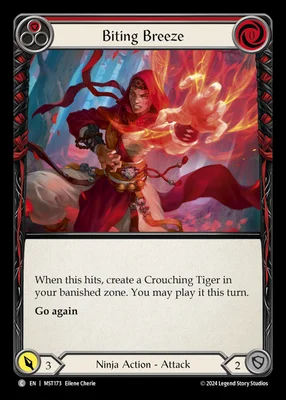 Biting Breeze
When this hits, create a Crouching Tiger in
your banished zone. You may play it this turn.
Go again
3
Ninja Action - Attack
2
C EN | MST173 Eilene Cherie
© 2024 Legend Story Studios